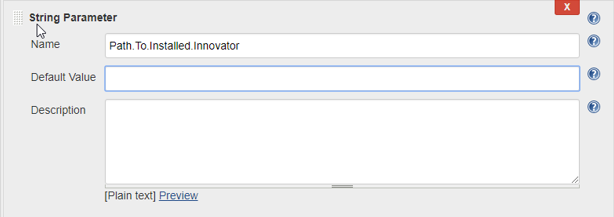 X
String Parameter
Name
Path.To.Installed.Innovator
Default Value
Description
[Plain text] Preview